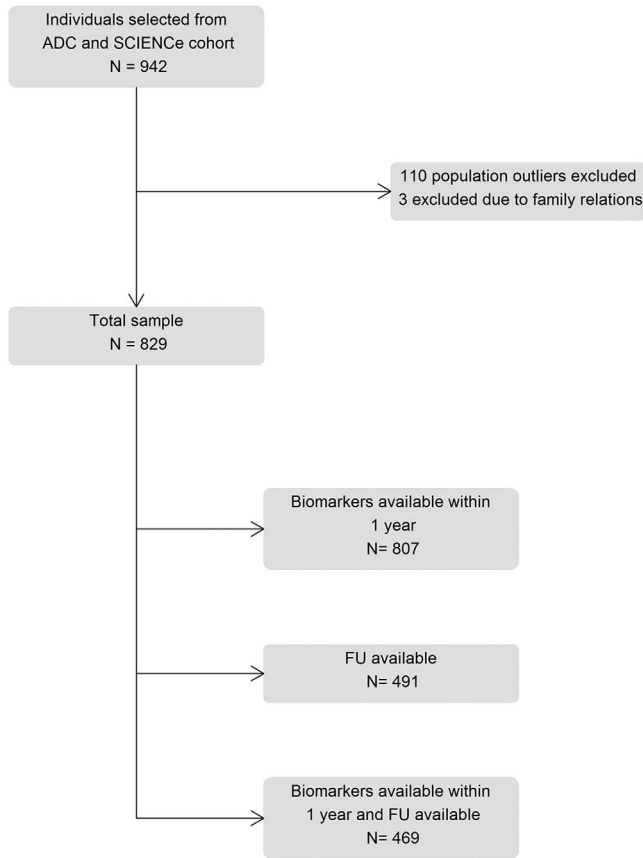 Individuals selected from
ADC and SCIENCe cohort
N = 942
110 population outliers excluded
3 excluded due to family relations
Total sample
N = 829
Biomarkers available within
1 year
N= 807
FU available
N= 491
Biomarkers available within
1 year and FU available
N= 469